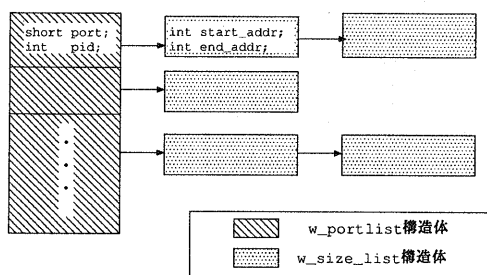 short port;
int pid;
int start_addr;
int end_addr;
w_portlist構造体
w_size_list構造体